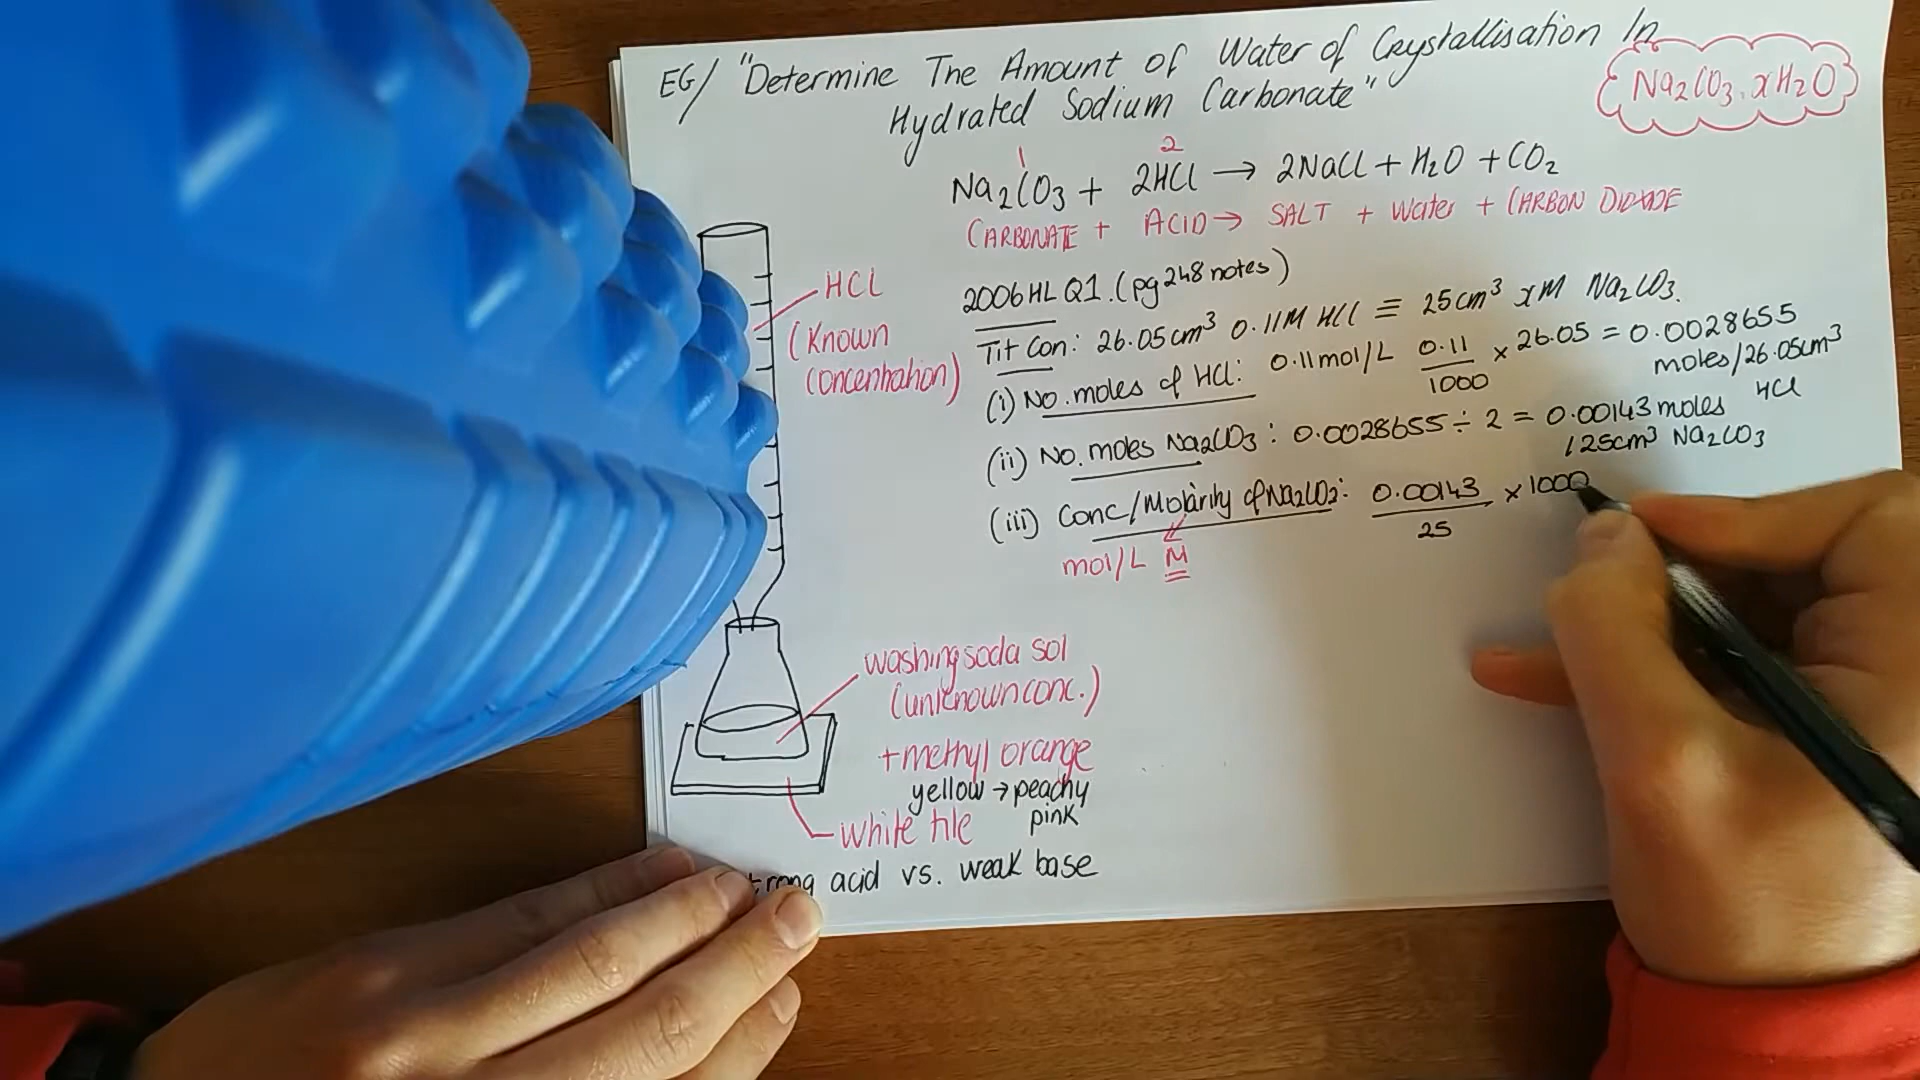 EG/ "Determine The Amount of Water of Crystallisation In
Hydrated Sodium Carbonate"
Na2CO3.xH2O
1 2
Na2CO3 + 2HCl → 2NaCl + H2O + CO2
CARBONATE + ACID → SALT + Water + CARBON DIOXIDE
2006HL Q1. (pg 248 notes)
Tit Con: 26.05cm³ 0.11M HCl ≡ 25cm³ xM Na2CO3.
(i) No. moles of HCl: 0.11mol/L 0.11/1000 × 26.05 = 0.0028655
moles/26.05cm³
HCl
(ii) No. moles Na2CO3: 0.0028655 ÷ 2 = 0.00143 moles
/25cm³ Na2CO3
(iii) Conc/Molarity of Na2CO2: 0.00143/25 × 1000
mol/L M
HCl
(Known
concentration)
washing soda sol
(unknown conc.)
+methyl orange
yellow → peachy
pink
white tile
trong acid vs. weak base